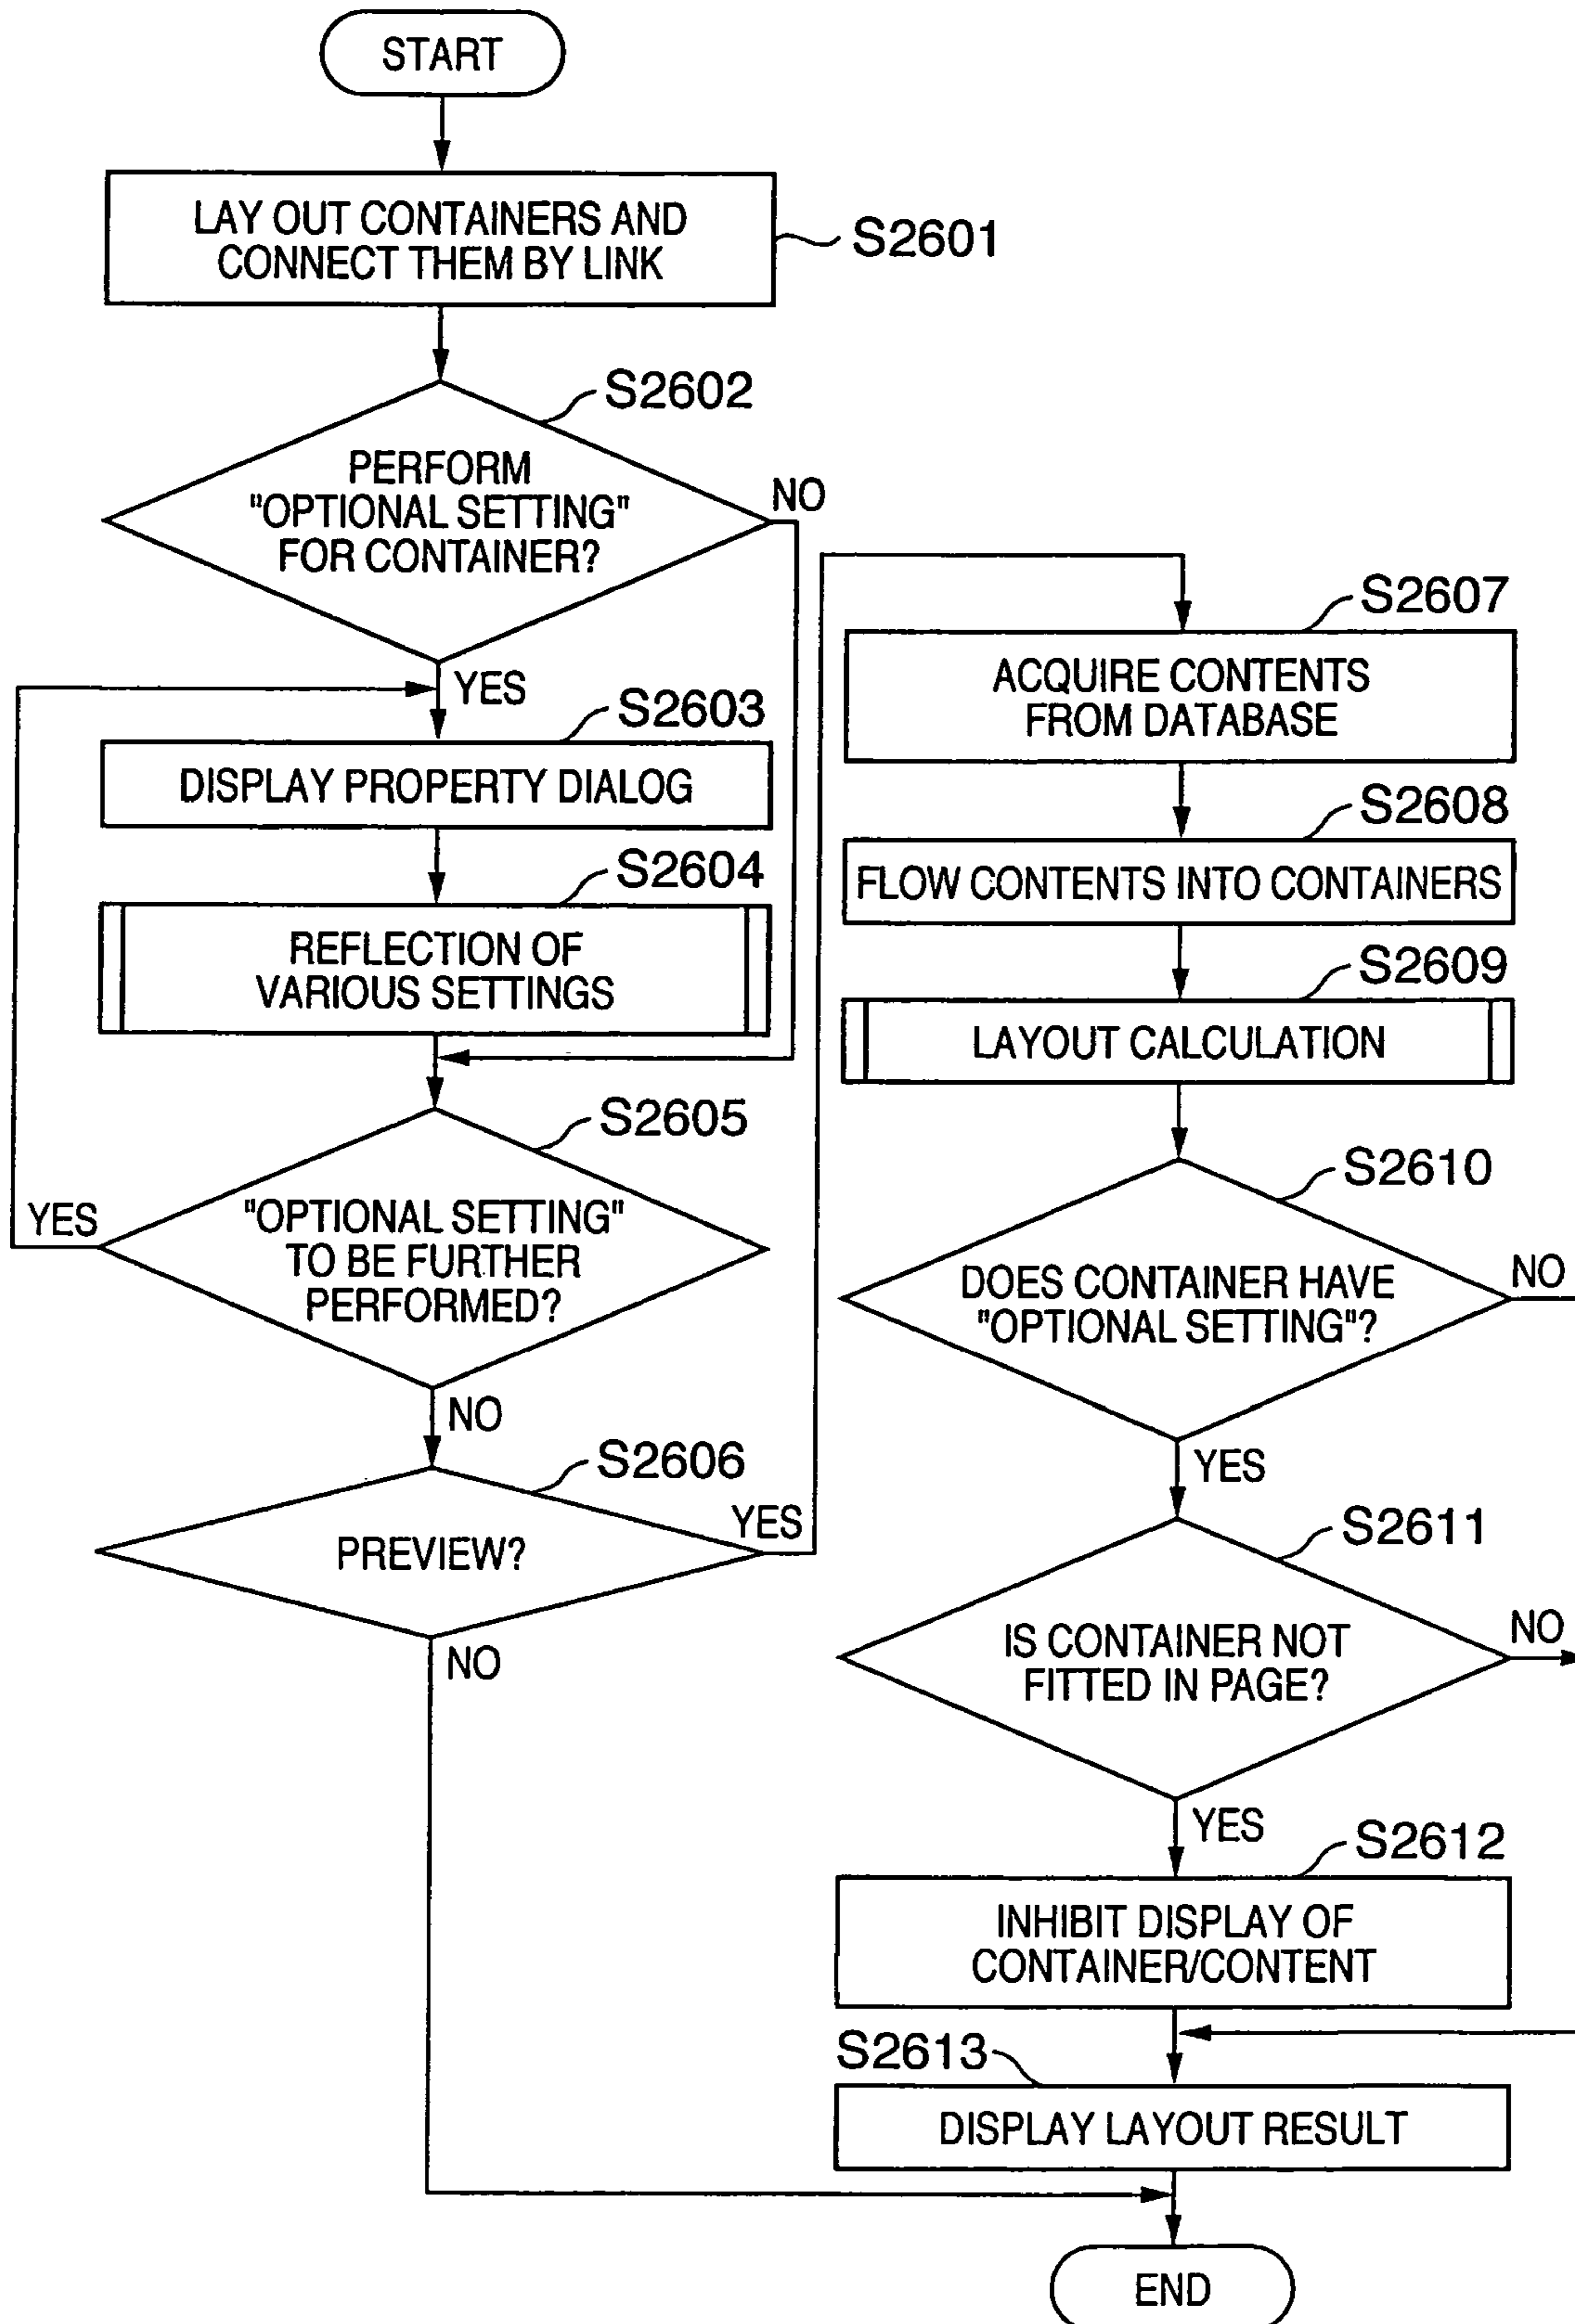 START
LAY OUT CONTAINERS AND
CONNECT THEM BY LINK
S2601
S2602
PERFORM
"OPTIONAL SETTING"
FOR CONTAINER?
NO
YES
S2603
DISPLAY PROPERTY DIALOG
S2604
REFLECTION OF
VARIOUS SETTINGS
S2605
"OPTIONAL SETTING"
TO BE FURTHER
PERFORMED?
YES
NO
S2606
PREVIEW?
YES
NO
S2607
ACQUIRE CONTENTS
FROM DATABASE
S2608
FLOW CONTENTS INTO CONTAINERS
S2609
LAYOUT CALCULATION
S2610
DOES CONTAINER HAVE
"OPTIONAL SETTING"?
NO
YES
S2611
IS CONTAINER NOT
FITTED IN PAGE?
NO
YES
S2612
INHIBIT DISPLAY OF
CONTAINER/CONTENT
S2613
DISPLAY LAYOUT RESULT
END